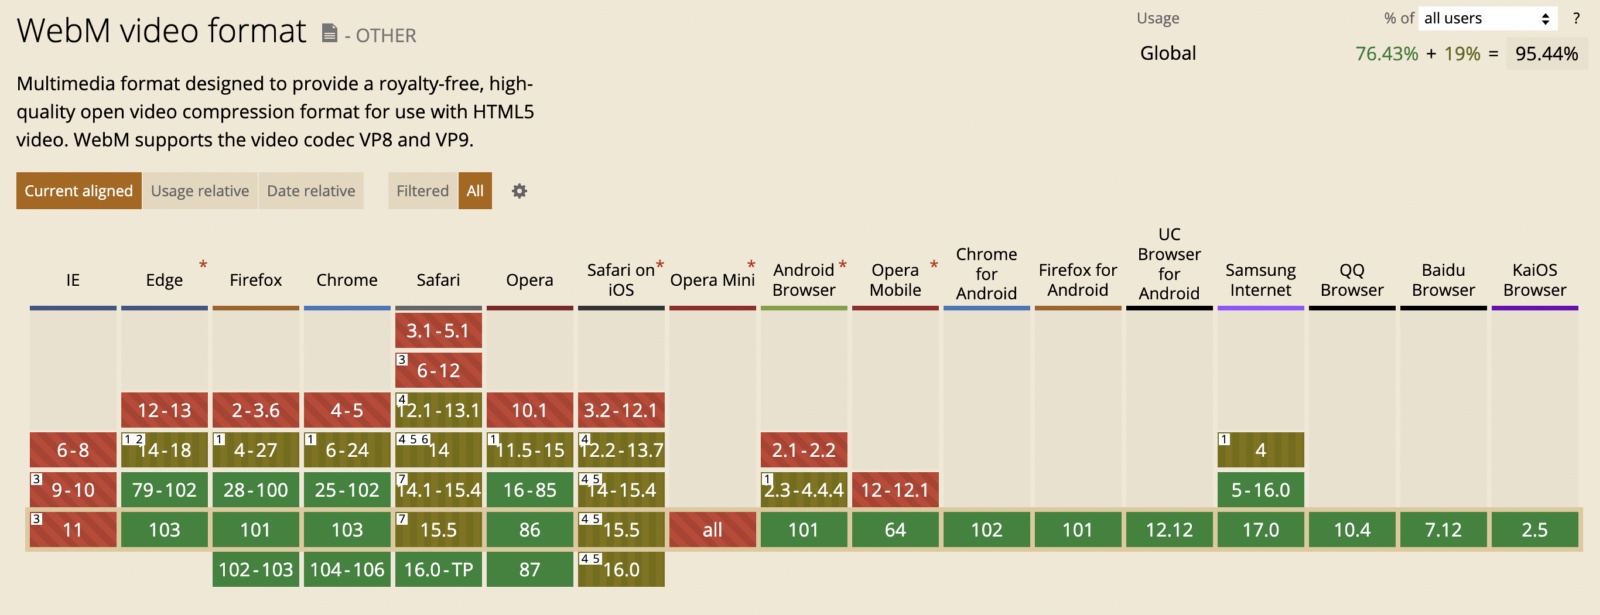 WebM video format - OTHER
Usage % of all users ?
Global 76.43% + 19% = 95.44%
Multimedia format designed to provide a royalty-free, high-
quality open video compression format for use with HTML5
video. WebM supports the video codec VP8 and VP9.
Current aligned Usage relative Date relative Filtered All
IE
Edge *
Firefox
Chrome
Safari
Opera
Safari on *
iOS
Opera Mini *
Android *
Browser
Opera *
Mobile
Chrome
for
Android
Firefox for
Android
UC
Browser
for
Android
Samsung
Internet
QQ
Browser
Baidu
Browser
KaiOS
Browser
3.1-5.1
3 6-12
12-13 2-3.6 4-5 4 12.1-13.1 10.1 3.2-12.1
6-8 1 2 14-18 1 4-27 1 6-24 4 5 6 14 1 11.5-15 4 12.2-13.7 2.1-2.2 1 4
3 9-10 79-102 28-100 25-102 7 14.1-15.4 16-85 4 5 14-15.4 1 2.3-4.4.4 12-12.1 5-16.0
3 11 103 101 103 7 15.5 86 4 5 15.5 all 101 64 102 101 12.12 17.0 10.4 7.12 2.5
102-103 104-106 16.0-TP 87 4 5 16.0